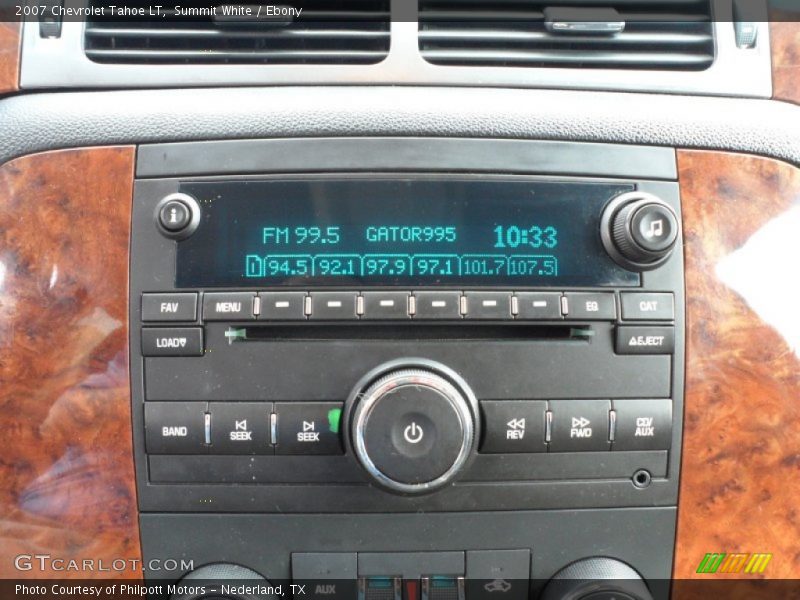 2007 Chevrolet Tahoe LT, Summit White / Ebony
i
FM 99.5 GATOR995 10:33
1 94.5 92.1 97.9 97.1 101.7 107.5
FAV MENU EQ CAT
LOAD EJECT
BAND SEEK SEEK REV FWD CD/AUX
AUX
GTCARLOT.COM
Photo Courtesy of Philpott Motors - Nederland, TX